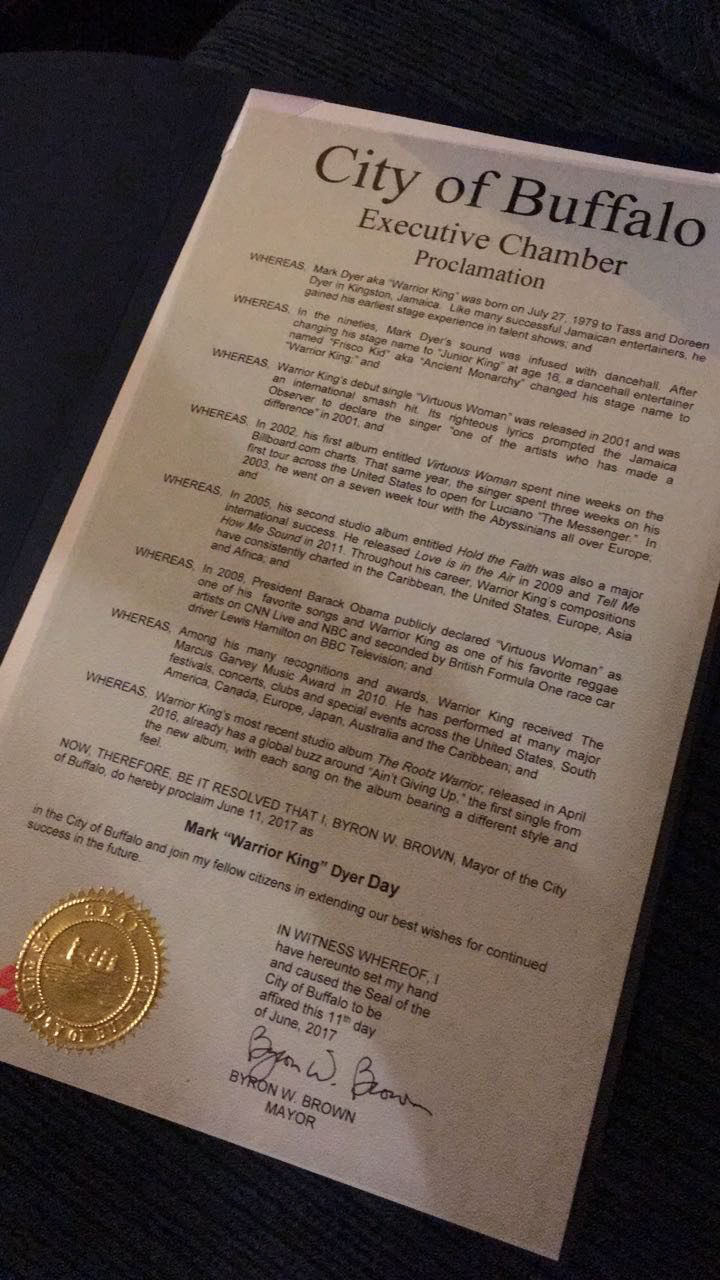 City of Buffalo
Executive Chamber
Proclamation
WHEREAS, Mark Dyer aka "Warrior King" was born on July 27, 1979 to Tass and Doreen
Dyer in Kingston, Jamaica. Like many successful Jamaican entertainers, he
gained his earliest stage experience in talent shows; and
WHEREAS, In the nineties, Mark Dyer's sound was infused with dancehall. After
changing his stage name to "Junior King" at age 16, a dancehall entertainer
named "Frisco Kid" aka "Ancient Monarchy" changed his stage name to
"Warrior King;" and
WHEREAS, Warrior King's debut single "Virtuous Woman" was released in 2001 and was
an international smash hit. Its righteous lyrics prompted the Jamaica
Observer to declare the singer "one of the artists who has made a
difference" in 2001, and
WHEREAS, In 2002, his first album entitled Virtuous Woman spent nine weeks on the
Billboard.com charts. That same year, the singer spent three weeks on his
first tour across the United States to open for Luciano "The Messenger." In
2003, he went on a seven week tour with the Abyssinians all over Europe;
and
WHEREAS, In 2005, his second studio album entitled Hold the Faith was also a major
international success. He released Love is in the Air in 2009 and Tell Me
How Me Sound in 2011. Throughout his career, Warrior King's compositions
have consistently charted in the Caribbean, the United States, Europe, Asia
and Africa; and
WHEREAS, In 2008, President Barack Obama publicly declared "Virtuous Woman" as
one of his favorite songs and Warrior King as one of his favorite reggae
artists on CNN Live and NBC and seconded by British Formula One race car
driver Lewis Hamilton on BBC Television; and
WHEREAS, Among his many recognitions and awards, Warrior King received The
Marcus Garvey Music Award in 2010. He has performed at many major
festivals, concerts, clubs and special events across the United States, South
America, Canada, Europe, Japan, Australia and the Caribbean; and
WHEREAS, Warrior King's most recent studio album The Rootz Warrior, released in April
2016, already has a global buzz around "Ain't Giving Up," the first single from
the new album, with each song on the album bearing a different style and
feel.
NOW, THEREFORE, BE IT RESOLVED THAT I, BYRON W. BROWN, Mayor of the City
of Buffalo, do hereby proclaim June 11, 2017 as
Mark "Warrior King" Dyer Day
in the City of Buffalo and join my fellow citizens in extending our best wishes for continued
success in the future.
IN WITNESS WHEREOF, I
have hereunto set my hand
and caused the Seal of the
City of Buffalo to be
affixed this 11th day
of June, 2017
Byron W. Brown
BYRON W. BROWN
MAYOR
SEAL